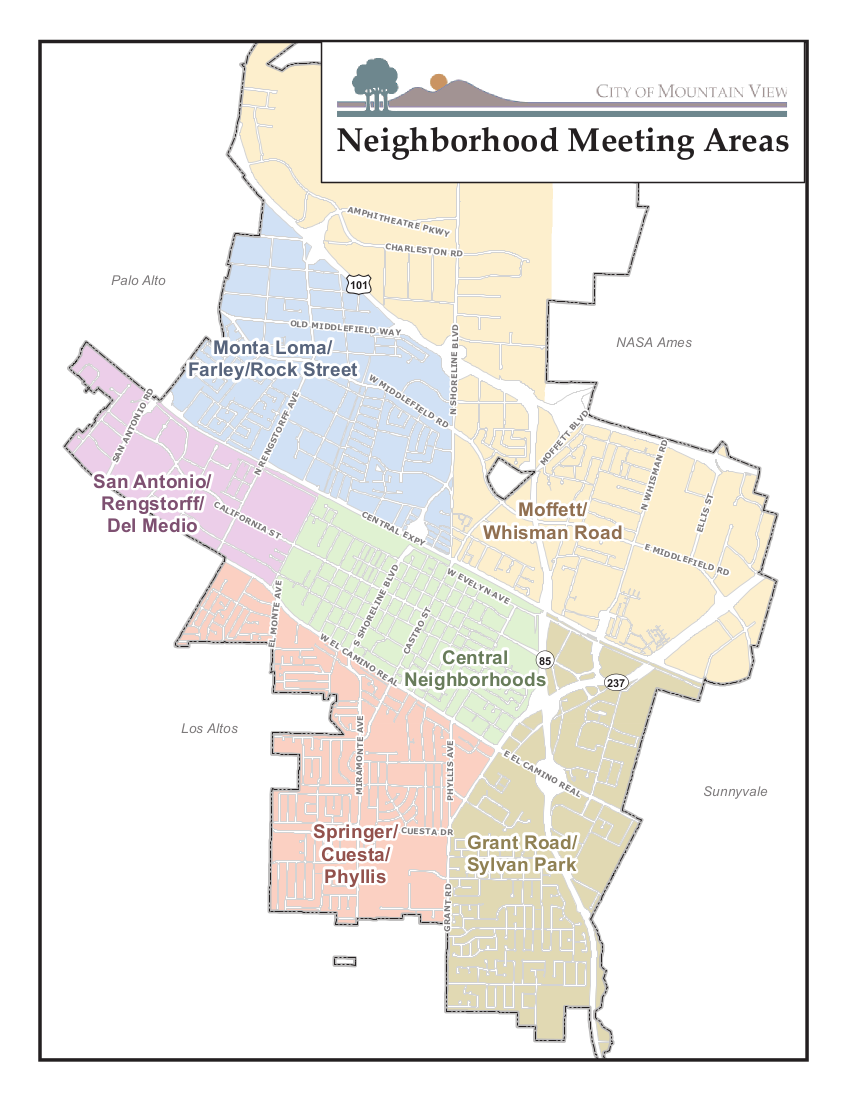 CITY OF MOUNTAIN VIEW
Neighborhood Meeting Areas
AMPHITHEATRE PKWY
CHARLESTON RD
Palo Alto
101
OLD MIDDLEFIELD WAY
NASA Ames
Monta Loma/
Farley/Rock Street
N SHORELINE BLVD
W MIDDLEFIELD RD
SAN ANTONIO RD
N RENGSTORFF AVE
MOFFETT BLVD
N WHISMAN RD
ELLIS ST
San Antonio/
Rengstorff/
Del Medio
CALIFORNIA ST
CENTRAL EXPY
Moffett/
Whisman Road
E MIDDLEFIELD RD
W EVELYN AVE
EL MONTE AVE
S SHORELINE BLVD
CASTRO ST
W EL CAMINO REAL
Central
Neighborhoods
85
237
Los Altos
MIRAMONTE AVE
PHYLLIS AVE
E EL CAMINO REAL
Sunnyvale
Springer/
Cuesta/
Phyllis
CUESTA DR
Grant Road/
Sylvan Park
GRANT RD